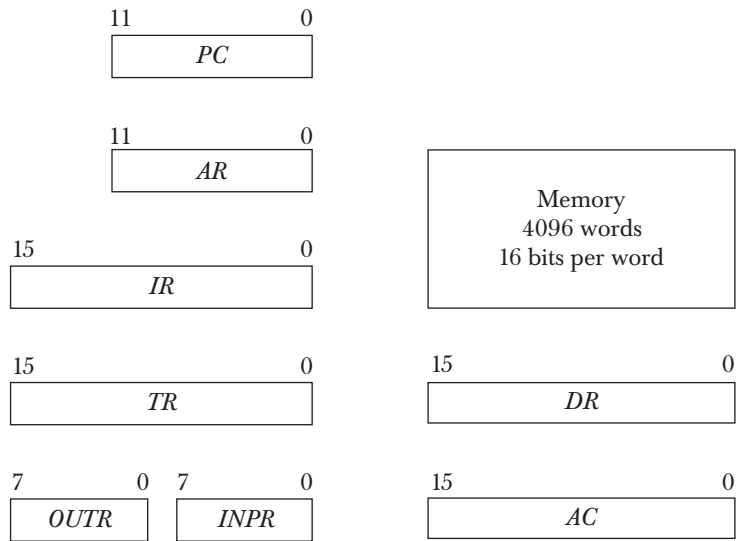 11 0
PC
11 0
AR
Memory
4096 words
16 bits per word
15 0
IR
15 0
TR
15 0
DR
7 0 7 0
OUTR INPR
15 0
AC